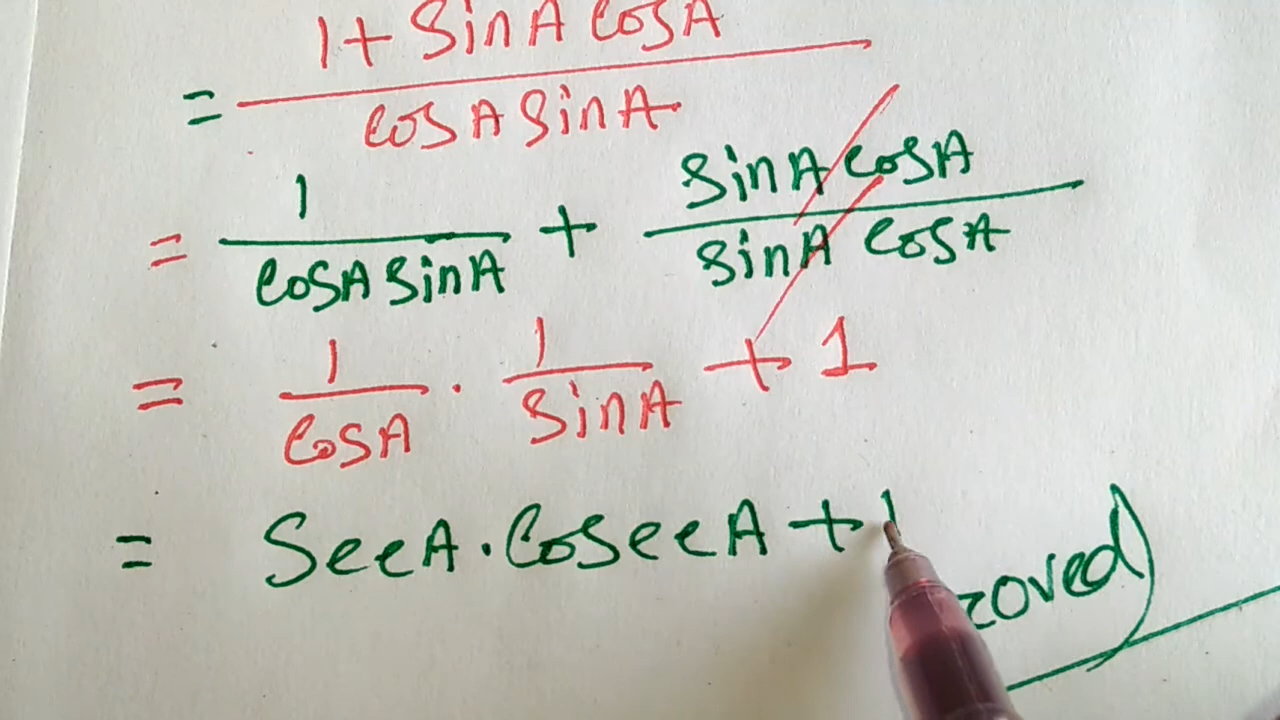 = 1 + SinA CosA / CosA SinA
= 1 / CosA SinA + SinA CosA / SinA CosA
= 1 / CosA . 1 / SinA + 1
= SecA . CosecA + 1
roved)